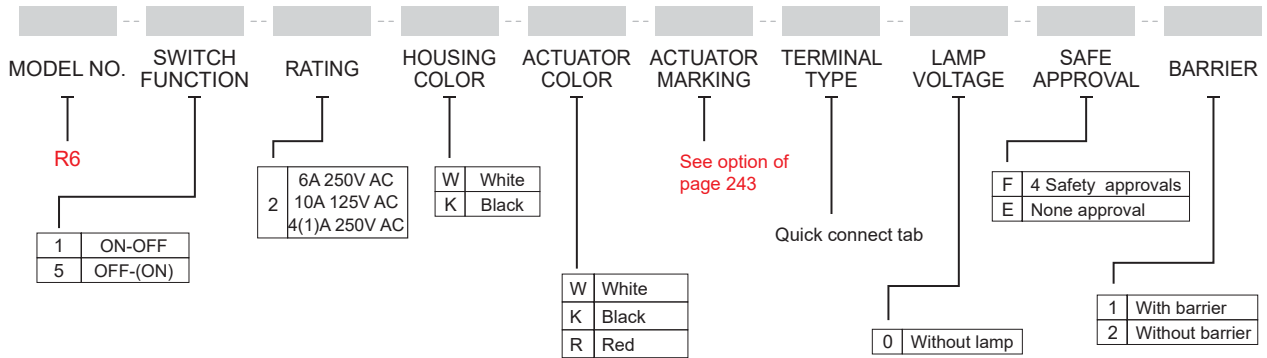 MODEL NO.
SWITCH
FUNCTION
RATING
HOUSING
COLOR
ACTUATOR
COLOR
ACTUATOR
MARKING
TERMINAL
TYPE
LAMP
VOLTAGE
SAFE
APPROVAL
BARRIER
R6
1 ON-OFF
5 OFF-(ON)
2
6A 250V AC
10A 125V AC
4(1)A 250V AC
W White
K Black
W White
K Black
R Red
See option of
page 243
Quick connect tab
0 Without lamp
F 4 Safety approvals
E None approval
1 With barrier
2 Without barrier